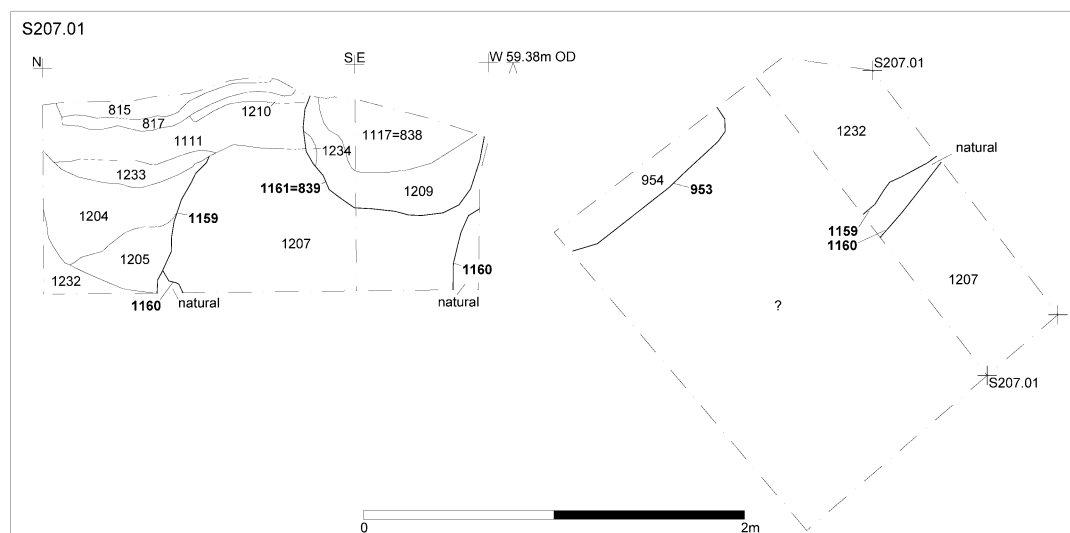 S207.01
N
S E
W 59.38m OD
815
817
1210
1111
1233
1204
1205
1232
1159
1160
natural
1234
1117=838
1161=839
1209
1207
1160
natural
S207.01
1232
natural
954
953
1159
1160
1207
?
S207.01
0
2m